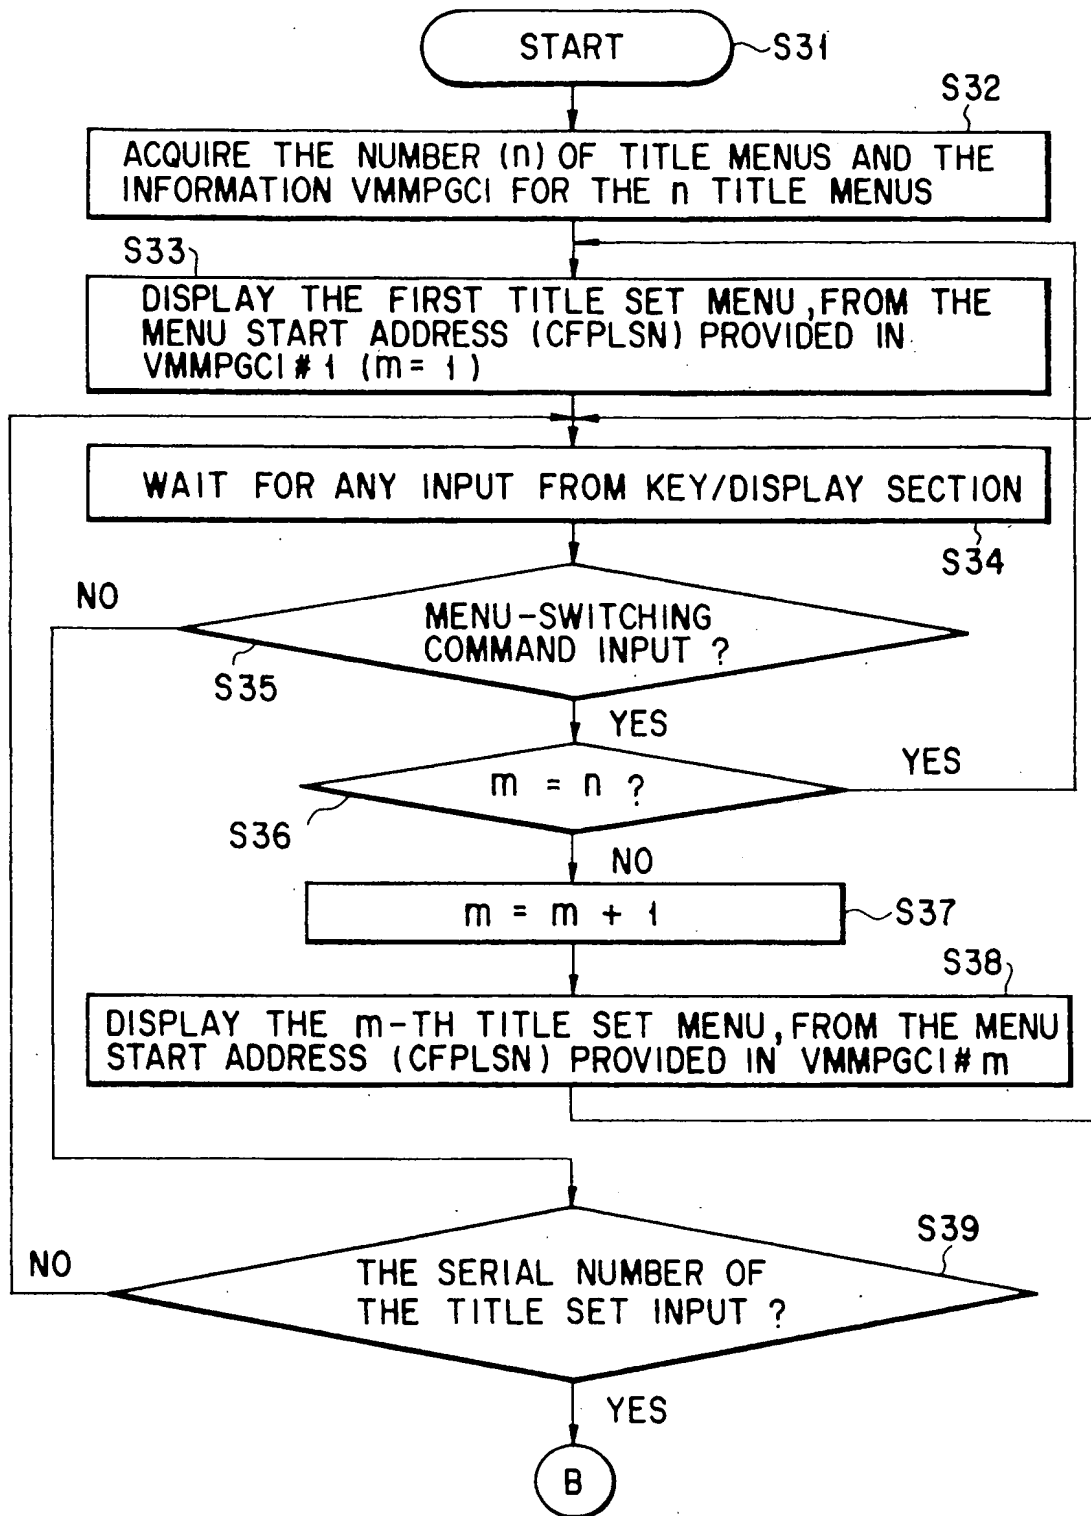 START
S31
S32
ACQUIRE THE NUMBER (n) OF TITLE MENUS AND THE
INFORMATION VMMPGCI FOR THE n TITLE MENUS
S33
DISPLAY THE FIRST TITLE SET MENU, FROM THE
MENU START ADDRESS (CFPLSN) PROVIDED IN
VMMPGCI # 1 (m = 1)
WAIT FOR ANY INPUT FROM KEY/DISPLAY SECTION
S34
NO
MENU-SWITCHING
COMMAND INPUT ?
S35
YES
m = n ?
YES
S36
NO
m = m + 1
S37
S38
DISPLAY THE m-TH TITLE SET MENU, FROM THE MENU
START ADDRESS (CFPLSN) PROVIDED IN VMMPGCI # m
S39
NO
THE SERIAL NUMBER OF
THE TITLE SET INPUT ?
YES
B